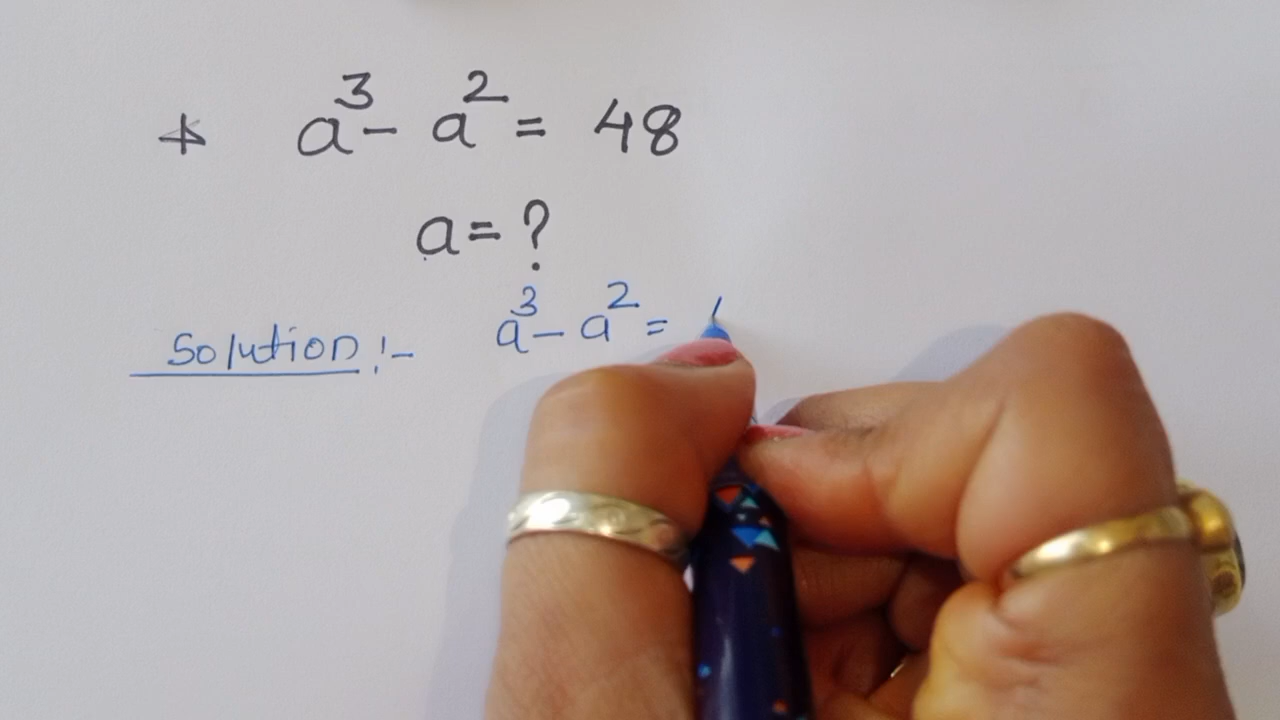 a³ - a² = 48
a = ?
Solution :- a³ - a² =